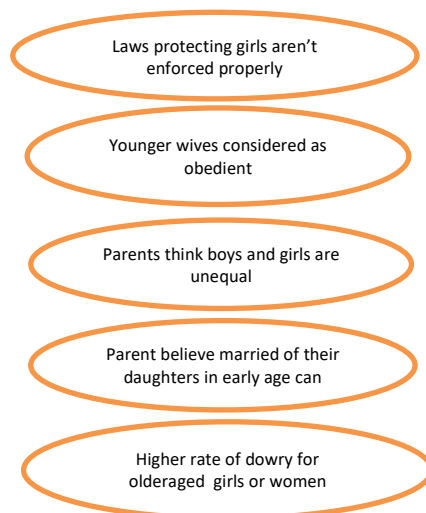 Laws protecting girls aren’t
enforced properly
Younger wives considered as
obedient
Parents think boys and girls are
unequal
Parent believe married of their
daughters in early age can
Higher rate of dowry for
olderaged girls or women